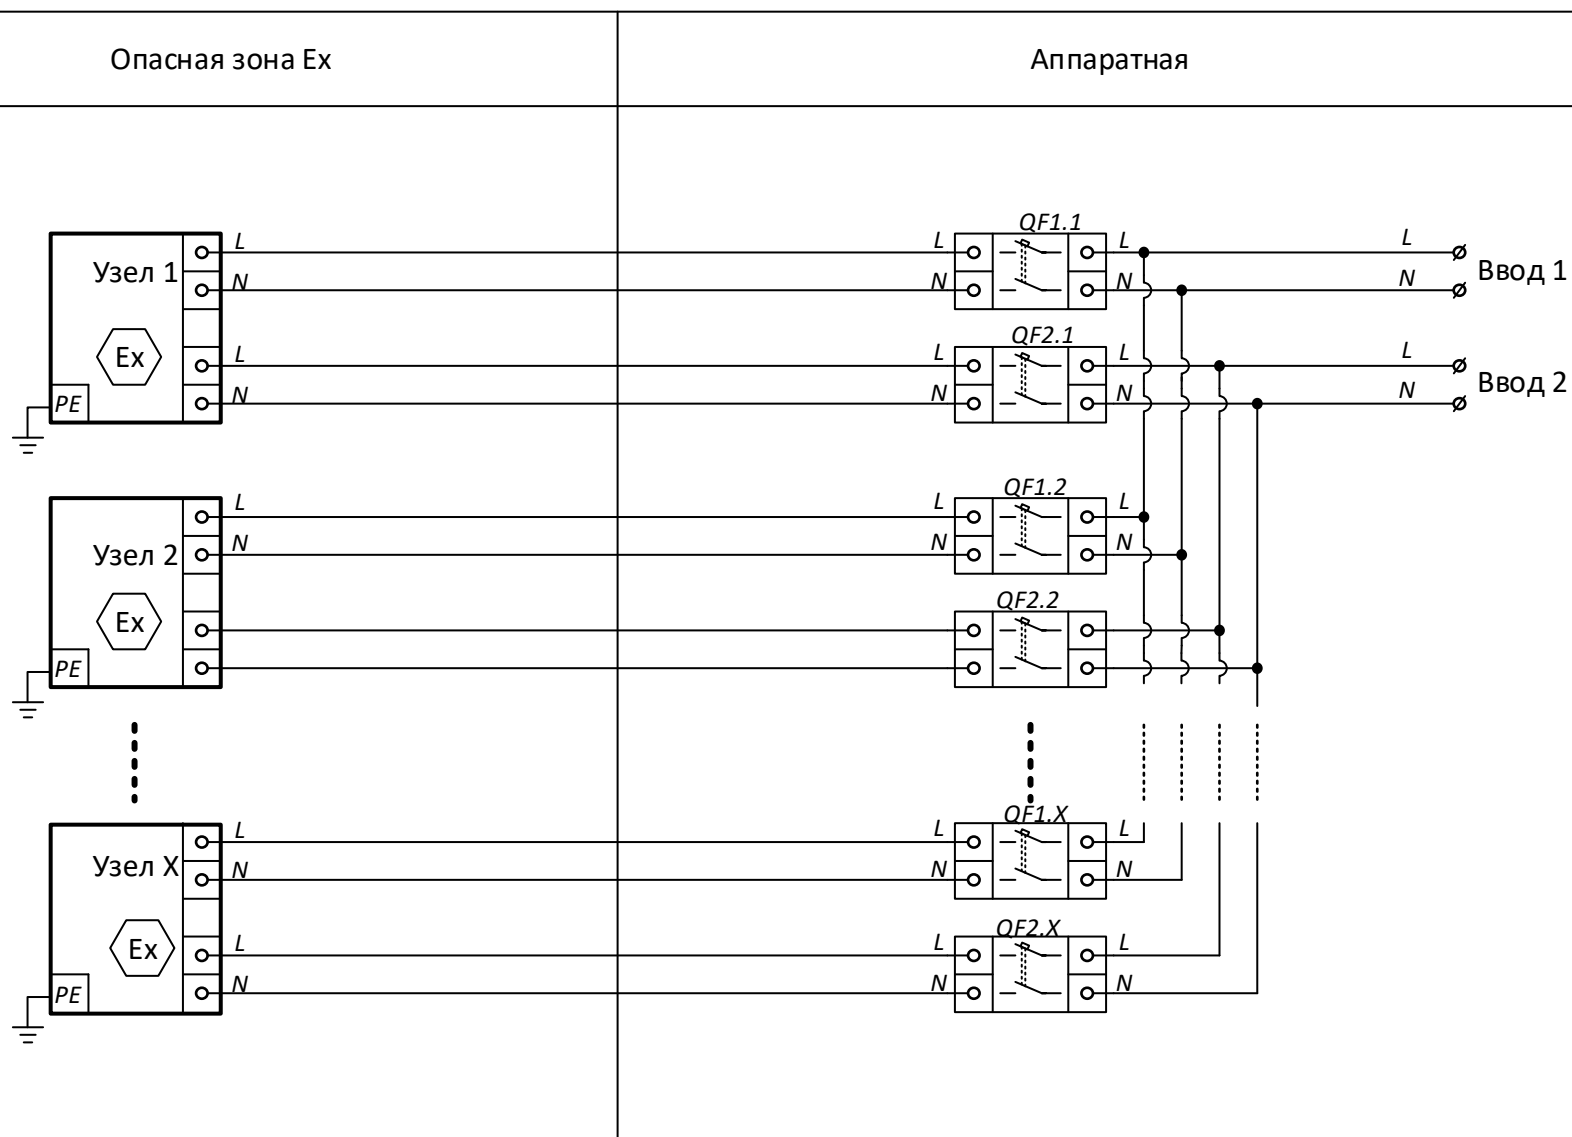 Опасная зона Ex
Аппаратная
QF1.1
L
L
L
L
Узел 1
N
N
N
N
Ввод 1
QF2.1
Ex
L
L
L
L
PE
N
N
N
N
Ввод 2
QF1.2
L
L
L
Узел 2
N
N
N
QF2.2
Ex
PE
QF1.X
L
L
L
Узел X
N
N
N
QF2.X
Ex
L
L
L
PE
N
N
N